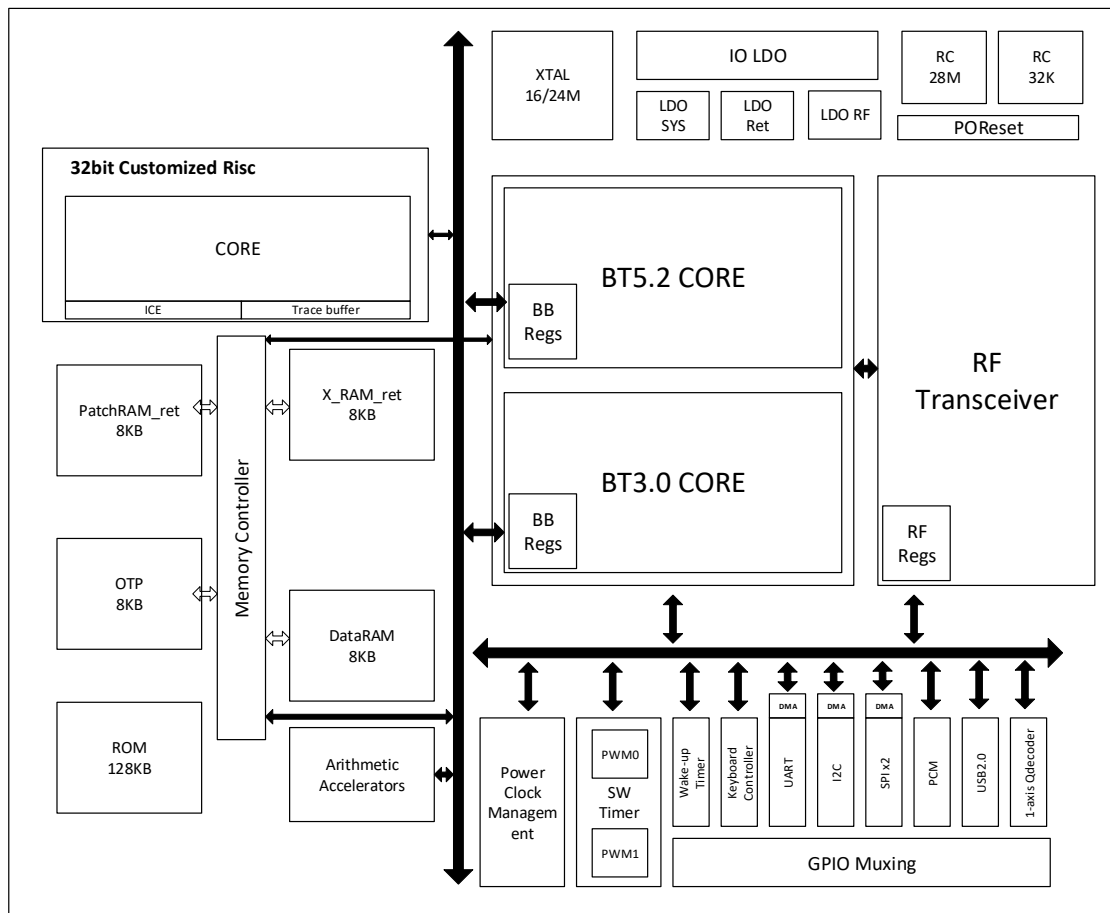 XTAL
16/24M
IO LDO
RC
28M
RC
32K
LDO
SYS
LDO
Ret
LDO RF
POReset
32bit Customized Risc
CORE
ICE
Trace buffer
BT5.2 CORE
BB
Regs
BT3.0 CORE
BB
Regs
RF
Transceiver
RF
Regs
PatchRAM_ret
8KB
X_RAM_ret
8KB
Memory Controller
OTP
8KB
DataRAM
8KB
ROM
128KB
Arithmetic
Accelerators
Power
Clock
Managem
ent
PWM0
SW
Timer
PWM1
Wake-up
Timer
Keyboard
Controller
DMA
UART
DMA
I2C
DMA
SPI x2
PCM
USB2.0
1-axis Qdecoder
GPIO Muxing